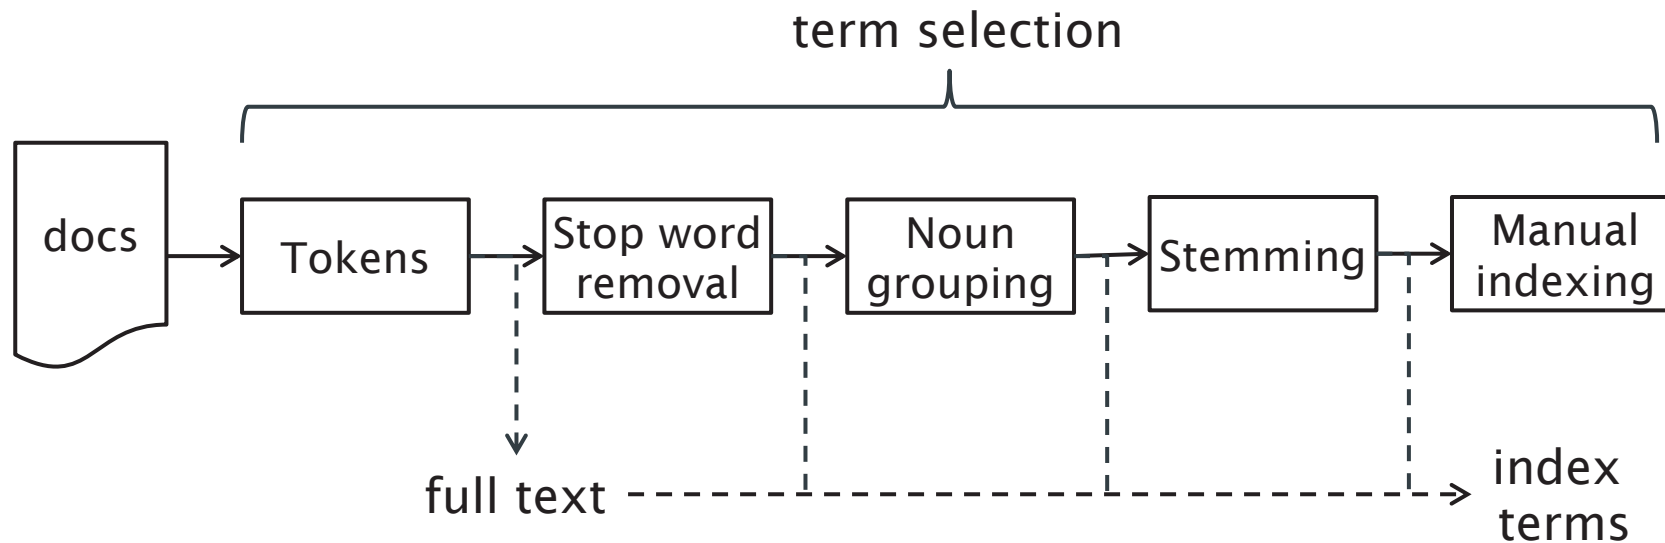 term selection
docs
Tokens
Stop word
removal
Noun
grouping
Stemming
Manual
indexing
full text
index
terms